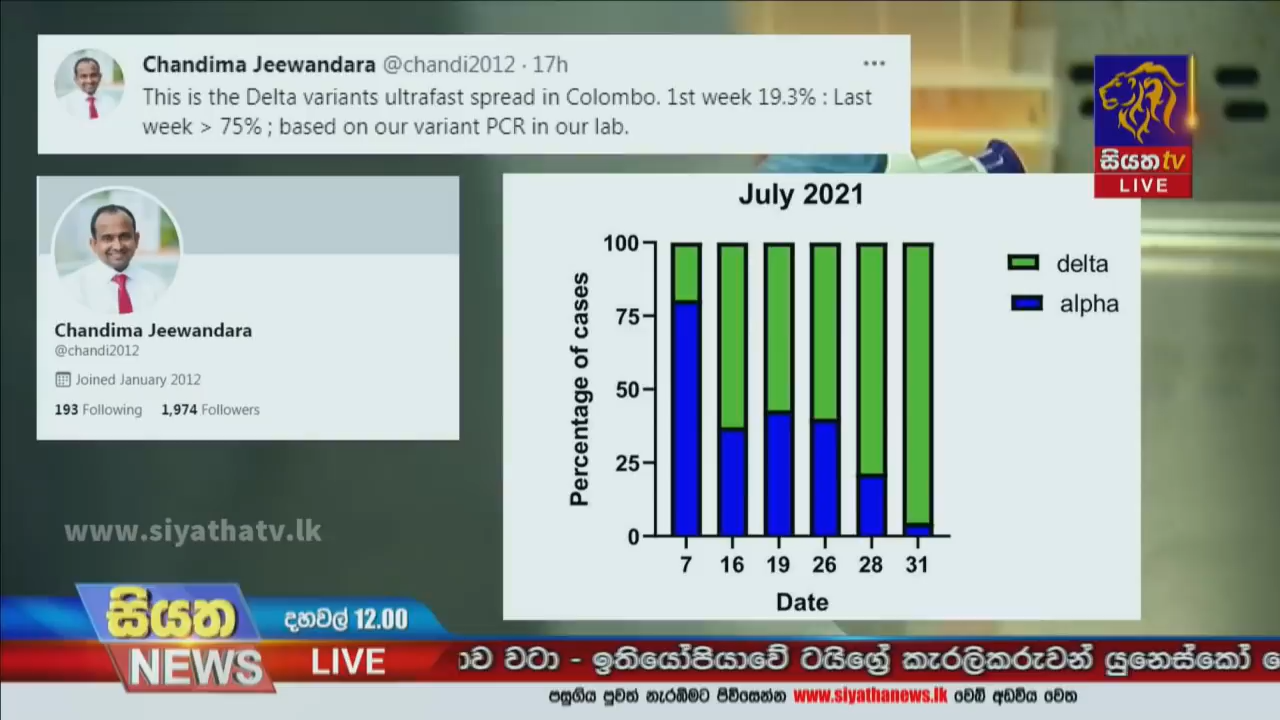 Chandima Jeewandara @chandi2012 · 17h
This is the Delta variants ultrafast spread in Colombo. 1st week 19.3% : Last
week > 75% ; based on our variant PCR in our lab.
සියත tv
LIVE
Chandima Jeewandara
@chandi2012
Joined January 2012
193 Following 1,974 Followers
July 2021
Percentage of cases
100
75
50
25
0
7 16 19 26 28 31
Date
delta
alpha
www.siyathatv.lk
සියත
NEWS
දහවල් 12.00
LIVE
වටා - ඉතියෝපියාවේ ටයිග්‍රේ කැරලිකරුවන් යුනෙස්කෝ
පසුගිය පුවත් නැරඹීමට පිවිසෙන්න www.siyathanews.lk වෙබ් අඩවිය වෙත